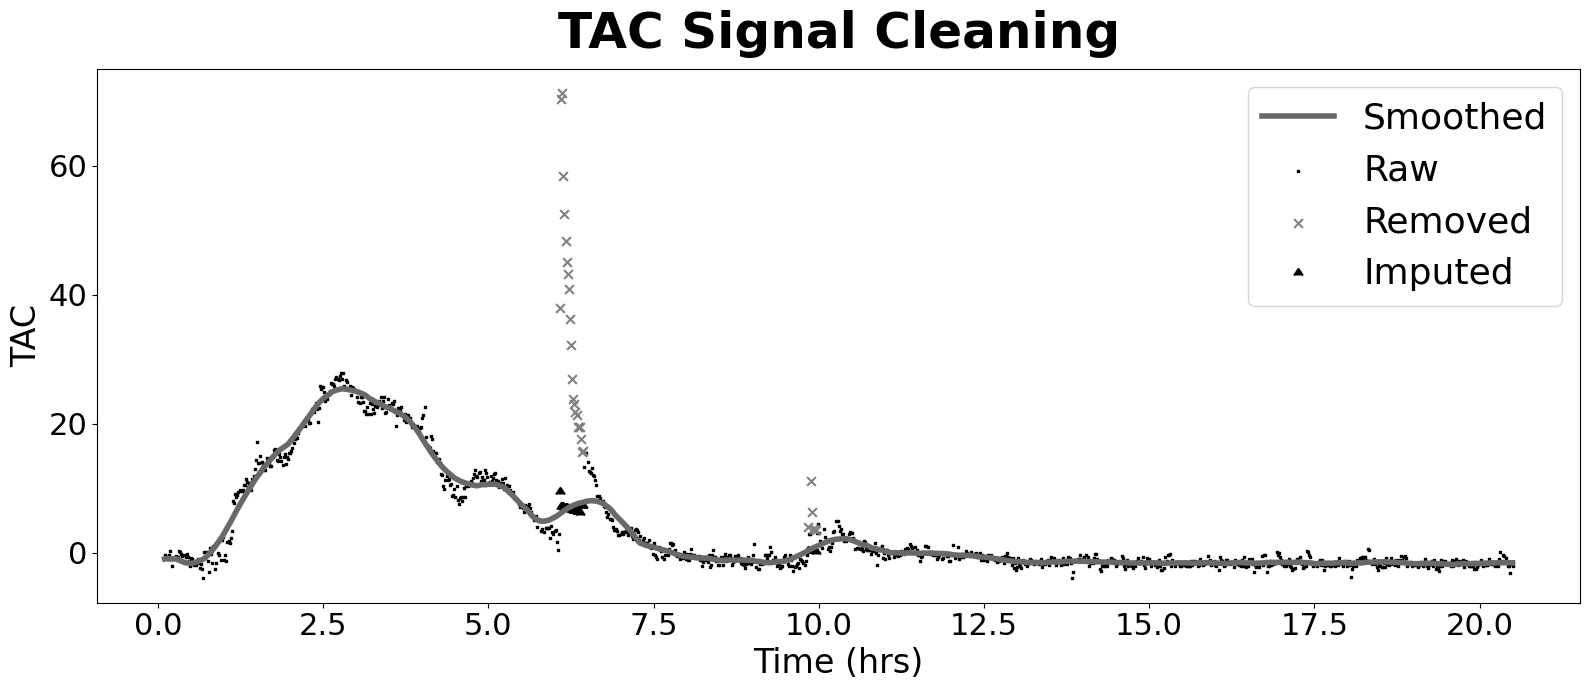 TAC Signal Cleaning
Smoothed
Raw
Removed
Imputed
TAC
60
40
20
0
0.0 2.5 5.0 7.5 10.0 12.5 15.0 17.5 20.0
Time (hrs)